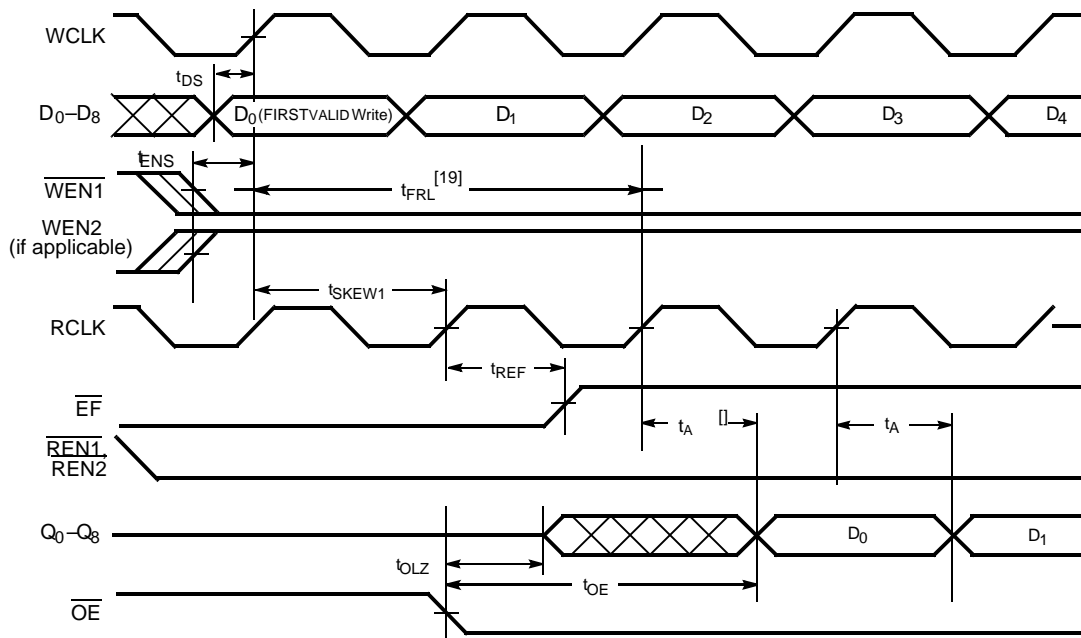 WCLK
tDS
D0–D8
D0 (FIRSTVALID Write)
D1
D2
D3
D4
tENS
WEN1
tFRL[19]
WEN2
(if applicable)
tSKEW1
RCLK
tREF
EF
tA []
tA
REN1,
REN2
Q0–Q8
D0
D1
tOLZ
tOE
OE